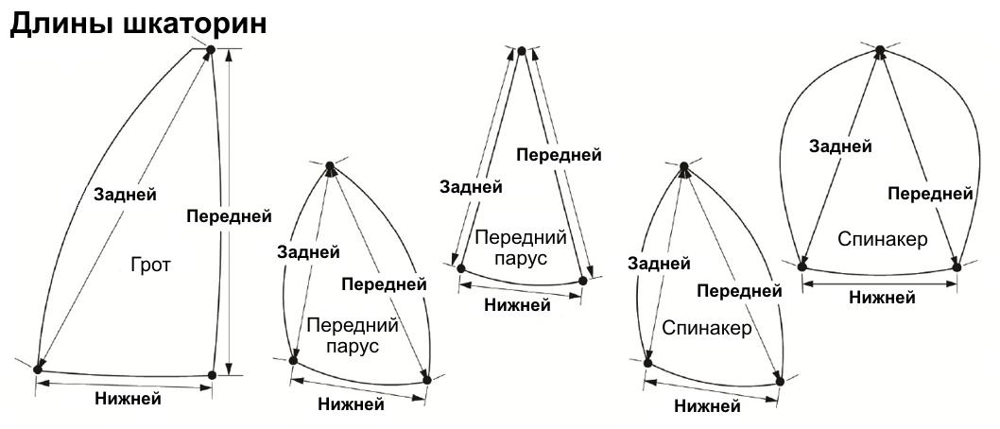 Длины шкаторин
Задней
Передней
Грот
Нижней
Задней
Передней
Передний
парус
Нижней
Передней
Задней
Передний
парус
Нижней
Задней
Передней
Спинакер
Нижней
Задней
Передней
Спинакер
Нижней